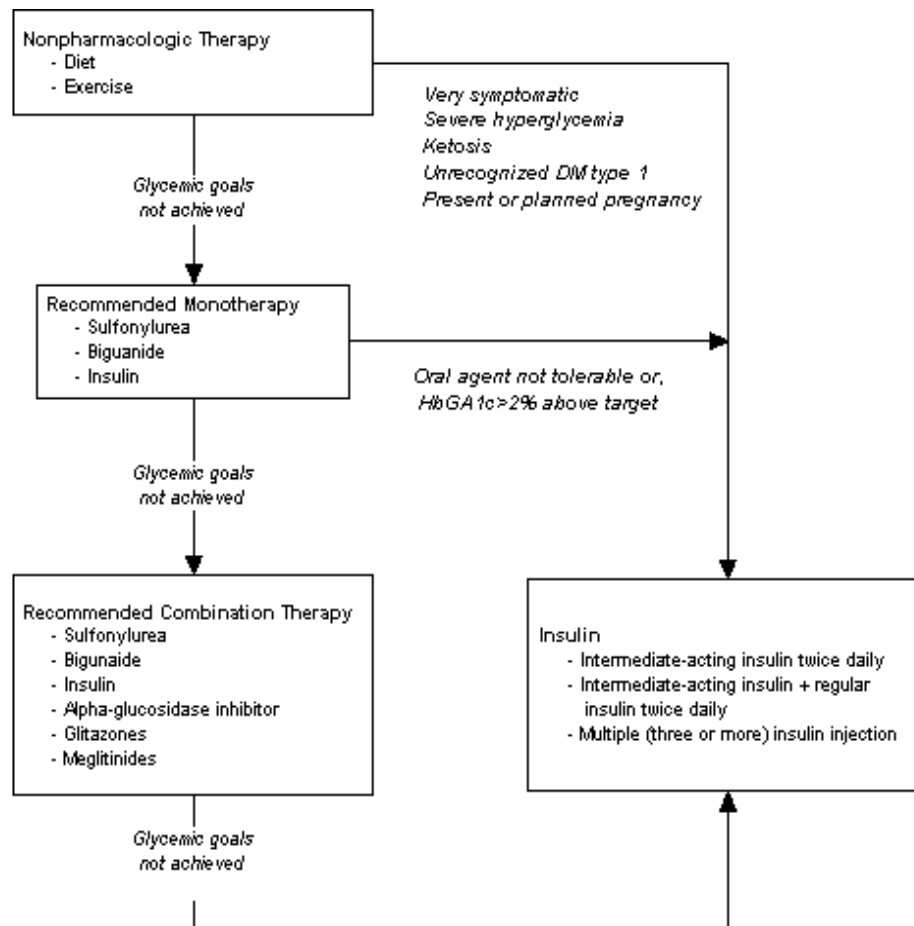 Nonpharmacologic Therapy
- Diet
- Exercise
Very symptomatic
Severe hyperglycemia
Ketosis
Unrecognized DM type 1
Present or planned pregnancy
Glycemic goals
not achieved
Recommended Monotherapy
- Sulfonylurea
- Biguanide
- Insulin
Oral agent not tolerable or,
HbGA1c>2% above target
Glycemic goals
not achieved
Recommended Combination Therapy
- Sulfonylurea
- Bigunaide
- Insulin
- Alpha-glucosidase inhibitor
- Glitazones
- Meglitinides
Insulin
- Intermediate-acting insulin twice daily
- Intermediate-acting insulin + regular
insulin twice daily
- Multiple (three or more) insulin injection
Glycemic goals
not achieved